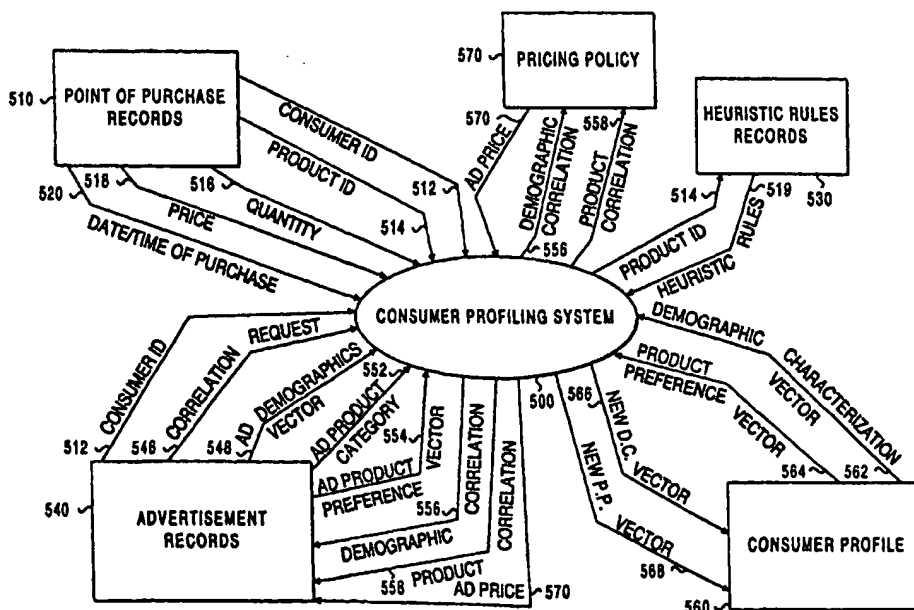 570
PRICING POLICY
510
POINT OF PURCHASE
RECORDS
HEURISTIC RULES
RECORDS
530
CONSUMER ID
512
PRODUCT ID
514
516
QUANTITY
518
PRICE
520
DATE/TIME OF PURCHASE
570
AD PRICE
DEMOGRAPHIC
CORRELATION
556
558
PRODUCT
CORRELATION
514
PRODUCT ID
519
HEURISTIC RULES
CONSUMER PROFILING SYSTEM
500
512
CONSUMER ID
546
CORRELATION REQUEST
548
AD DEMOGRAPHICS
VECTOR
552
AD PRODUCT
CATEGORY
554
AD PRODUCT
PREFERENCE VECTOR
556
DEMOGRAPHIC CORRELATION
558
PRODUCT CORRELATION
AD PRICE
570
566
NEW D.C. VECTOR
NEW P.P. VECTOR
568
PRODUCT
PREFERENCE VECTOR
564
DEMOGRAPHIC CHARACTERIZATION
VECTOR
562
540
ADVERTISEMENT
RECORDS
CONSUMER PROFILE
560